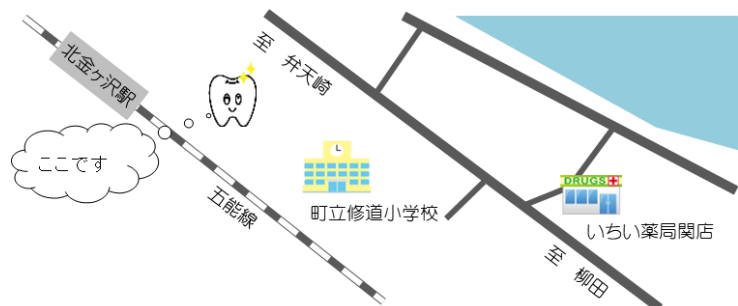 北金ヶ沢駅
ここです
五能線
至 弁天崎
町立修道小学校
DRUGS
いちい薬局関店
至 柳田